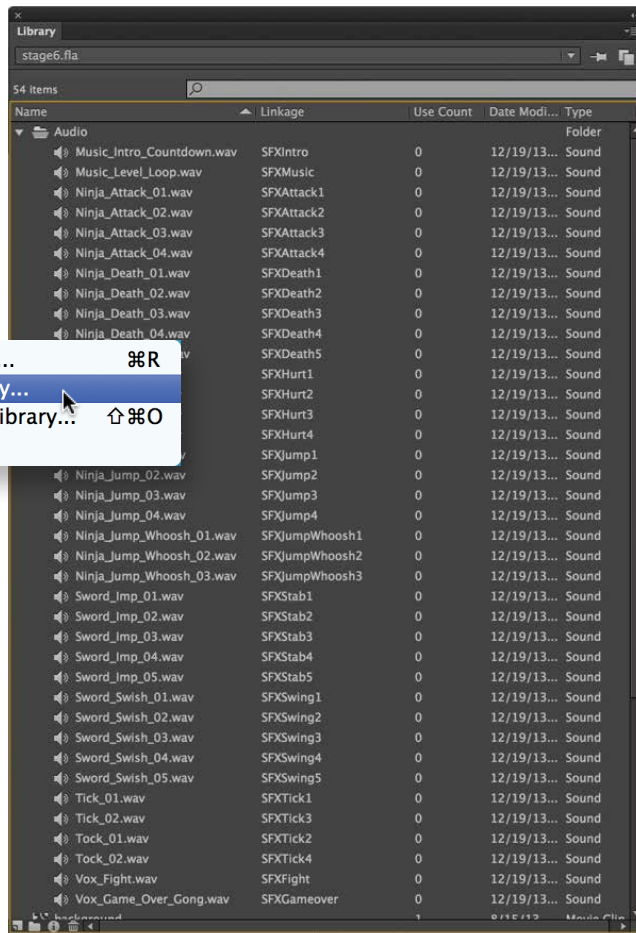 Library
stage6.fla
54 items
Name Linkage Use Count Date Modi... Type
Audio Folder
Music_Intro_Countdown.wav SFXIntro 0 12/19/13... Sound
Music_Level_Loop.wav SFXMusic 0 12/19/13... Sound
Ninja_Attack_01.wav SFXAttack1 0 12/19/13... Sound
Ninja_Attack_02.wav SFXAttack2 0 12/19/13... Sound
Ninja_Attack_03.wav SFXAttack3 0 12/19/13... Sound
Ninja_Attack_04.wav SFXAttack4 0 12/19/13... Sound
Ninja_Death_01.wav SFXDeath1 0 12/19/13... Sound
Ninja_Death_02.wav SFXDeath2 0 12/19/13... Sound
Ninja_Death_03.wav SFXDeath3 0 12/19/13... Sound
Ninja_Death_04.wav SFXDeath4 0 12/19/13... Sound
... ⌘R SFXDeath5 0 12/19/13... Sound
SFXHurt1 0 12/19/13... Sound
y... SFXHurt2 0 12/19/13... Sound
ibrary... ⇧⌘O SFXHurt3 0 12/19/13... Sound
SFXHurt4 0 12/19/13... Sound
SFXJump1 0 12/19/13... Sound
Ninja_Jump_02.wav SFXJump2 0 12/19/13... Sound
Ninja_Jump_03.wav SFXJump3 0 12/19/13... Sound
Ninja_Jump_04.wav SFXJump4 0 12/19/13... Sound
Ninja_Jump_Whoosh_01.wav SFXJumpWhoosh1 0 12/19/13... Sound
Ninja_Jump_Whoosh_02.wav SFXJumpWhoosh2 0 12/19/13... Sound
Ninja_Jump_Whoosh_03.wav SFXJumpWhoosh3 0 12/19/13... Sound
Sword_Imp_01.wav SFXStab1 0 12/19/13... Sound
Sword_Imp_02.wav SFXStab2 0 12/19/13... Sound
Sword_Imp_03.wav SFXStab3 0 12/19/13... Sound
Sword_Imp_04.wav SFXStab4 0 12/19/13... Sound
Sword_Imp_05.wav SFXStab5 0 12/19/13... Sound
Sword_Swish_01.wav SFXSwing1 0 12/19/13... Sound
Sword_Swish_02.wav SFXSwing2 0 12/19/13... Sound
Sword_Swish_03.wav SFXSwing3 0 12/19/13... Sound
Sword_Swish_04.wav SFXSwing4 0 12/19/13... Sound
Sword_Swish_05.wav SFXSwing5 0 12/19/13... Sound
Tick_01.wav SFXTick1 0 12/19/13... Sound
Tick_02.wav SFXTick3 0 12/19/13... Sound
Tock_01.wav SFXTick2 0 12/19/13... Sound
Tock_02.wav SFXTick4 0 12/19/13... Sound
Vox_Fight.wav SFXFight 0 12/19/13... Sound
Vox_Game_Over_Gong.wav SFXGameover 0 12/19/13... Sound
background 1 8/15/13... Movie Clip